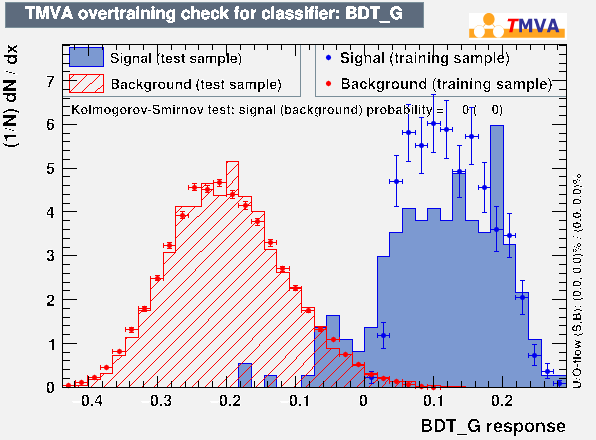 TMVA overtraining check for classifier: BDT_G
TMVA
(1/N) dN / dx
Signal (test sample)
Background (test sample)
Signal (training sample)
Background (training sample)
Kolmogorov-Smirnov test: signal (background) probability = 0 ( 0)
7
6
5
4
3
2
1
0
-0.4 -0.3 -0.2 -0.1 0 0.1 0.2
BDT_G response
U/O-flow (S,B): (0.0, 0.0)% / (0.0, 0.0)%